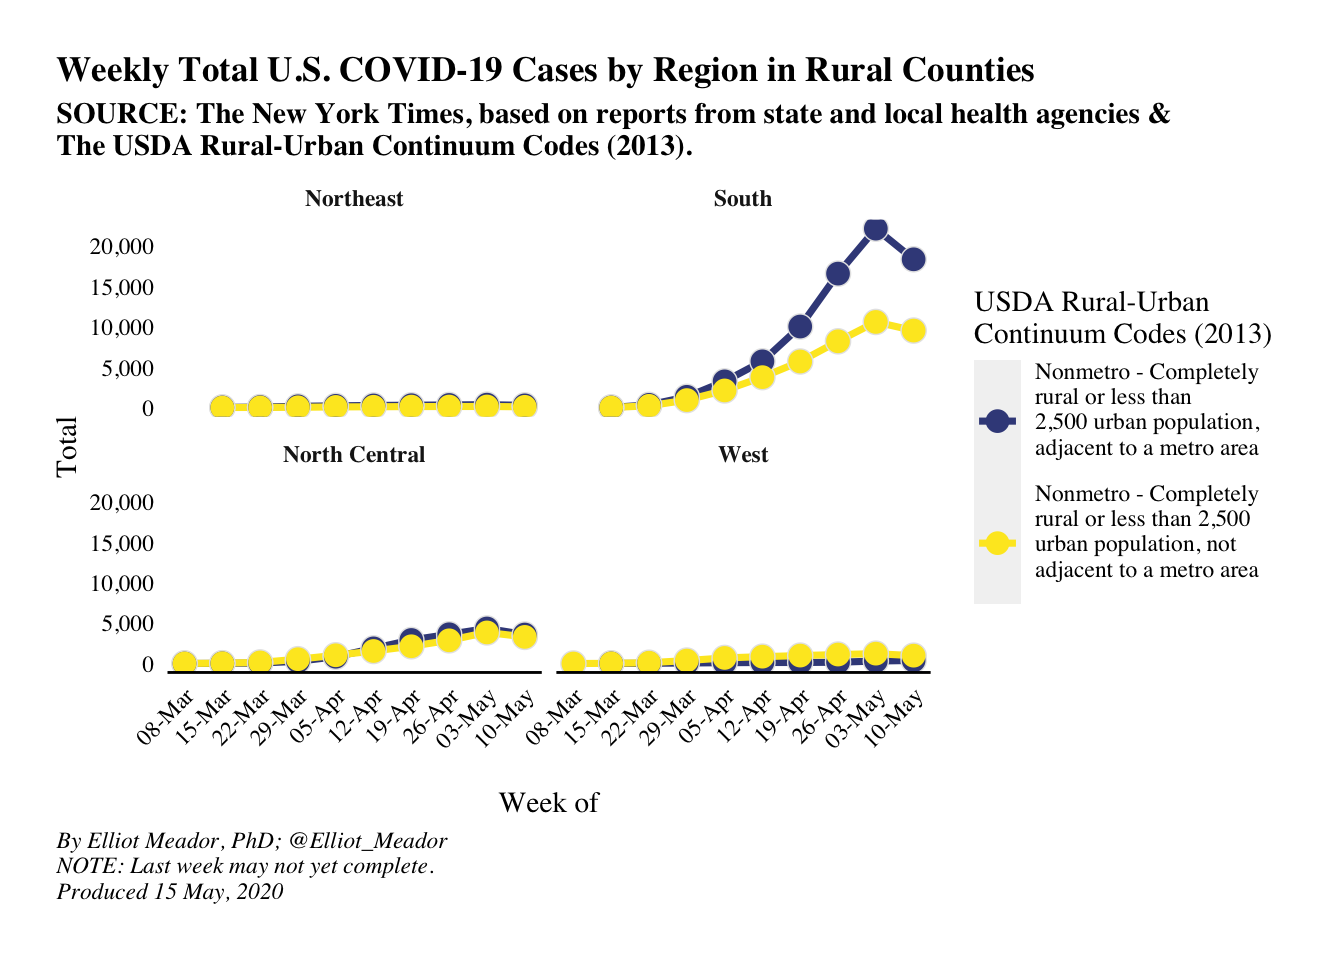 Weekly Total U.S. COVID-19 Cases by Region in Rural Counties
SOURCE: The New York Times, based on reports from state and local health agencies &
The USDA Rural-Urban Continuum Codes (2013).
Northeast
South
20,000
15,000
10,000
5,000
0
Total
North Central
West
20,000
15,000
10,000
5,000
0
08-Mar
15-Mar
22-Mar
29-Mar
05-Apr
12-Apr
19-Apr
26-Apr
03-May
10-May
08-Mar
15-Mar
22-Mar
29-Mar
05-Apr
12-Apr
19-Apr
26-Apr
03-May
10-May
Week of
USDA Rural-Urban
Continuum Codes (2013)
Nonmetro - Completely
rural or less than
2,500 urban population,
adjacent to a metro area
Nonmetro - Completely
rural or less than 2,500
urban population, not
adjacent to a metro area
By Elliot Meador, PhD; @Elliot_Meador
NOTE: Last week may not yet complete.
Produced 15 May, 2020